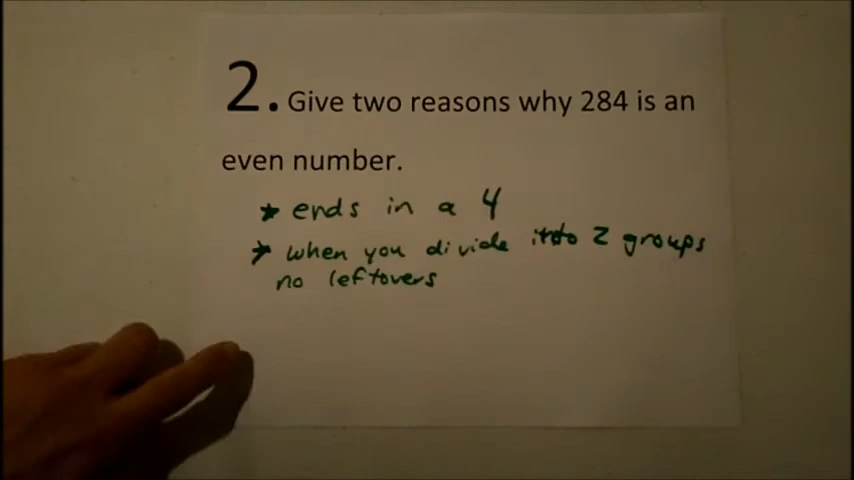 2. Give two reasons why 284 is an
even number.
* ends in a 4
* when you divide into 2 groups
no leftovers